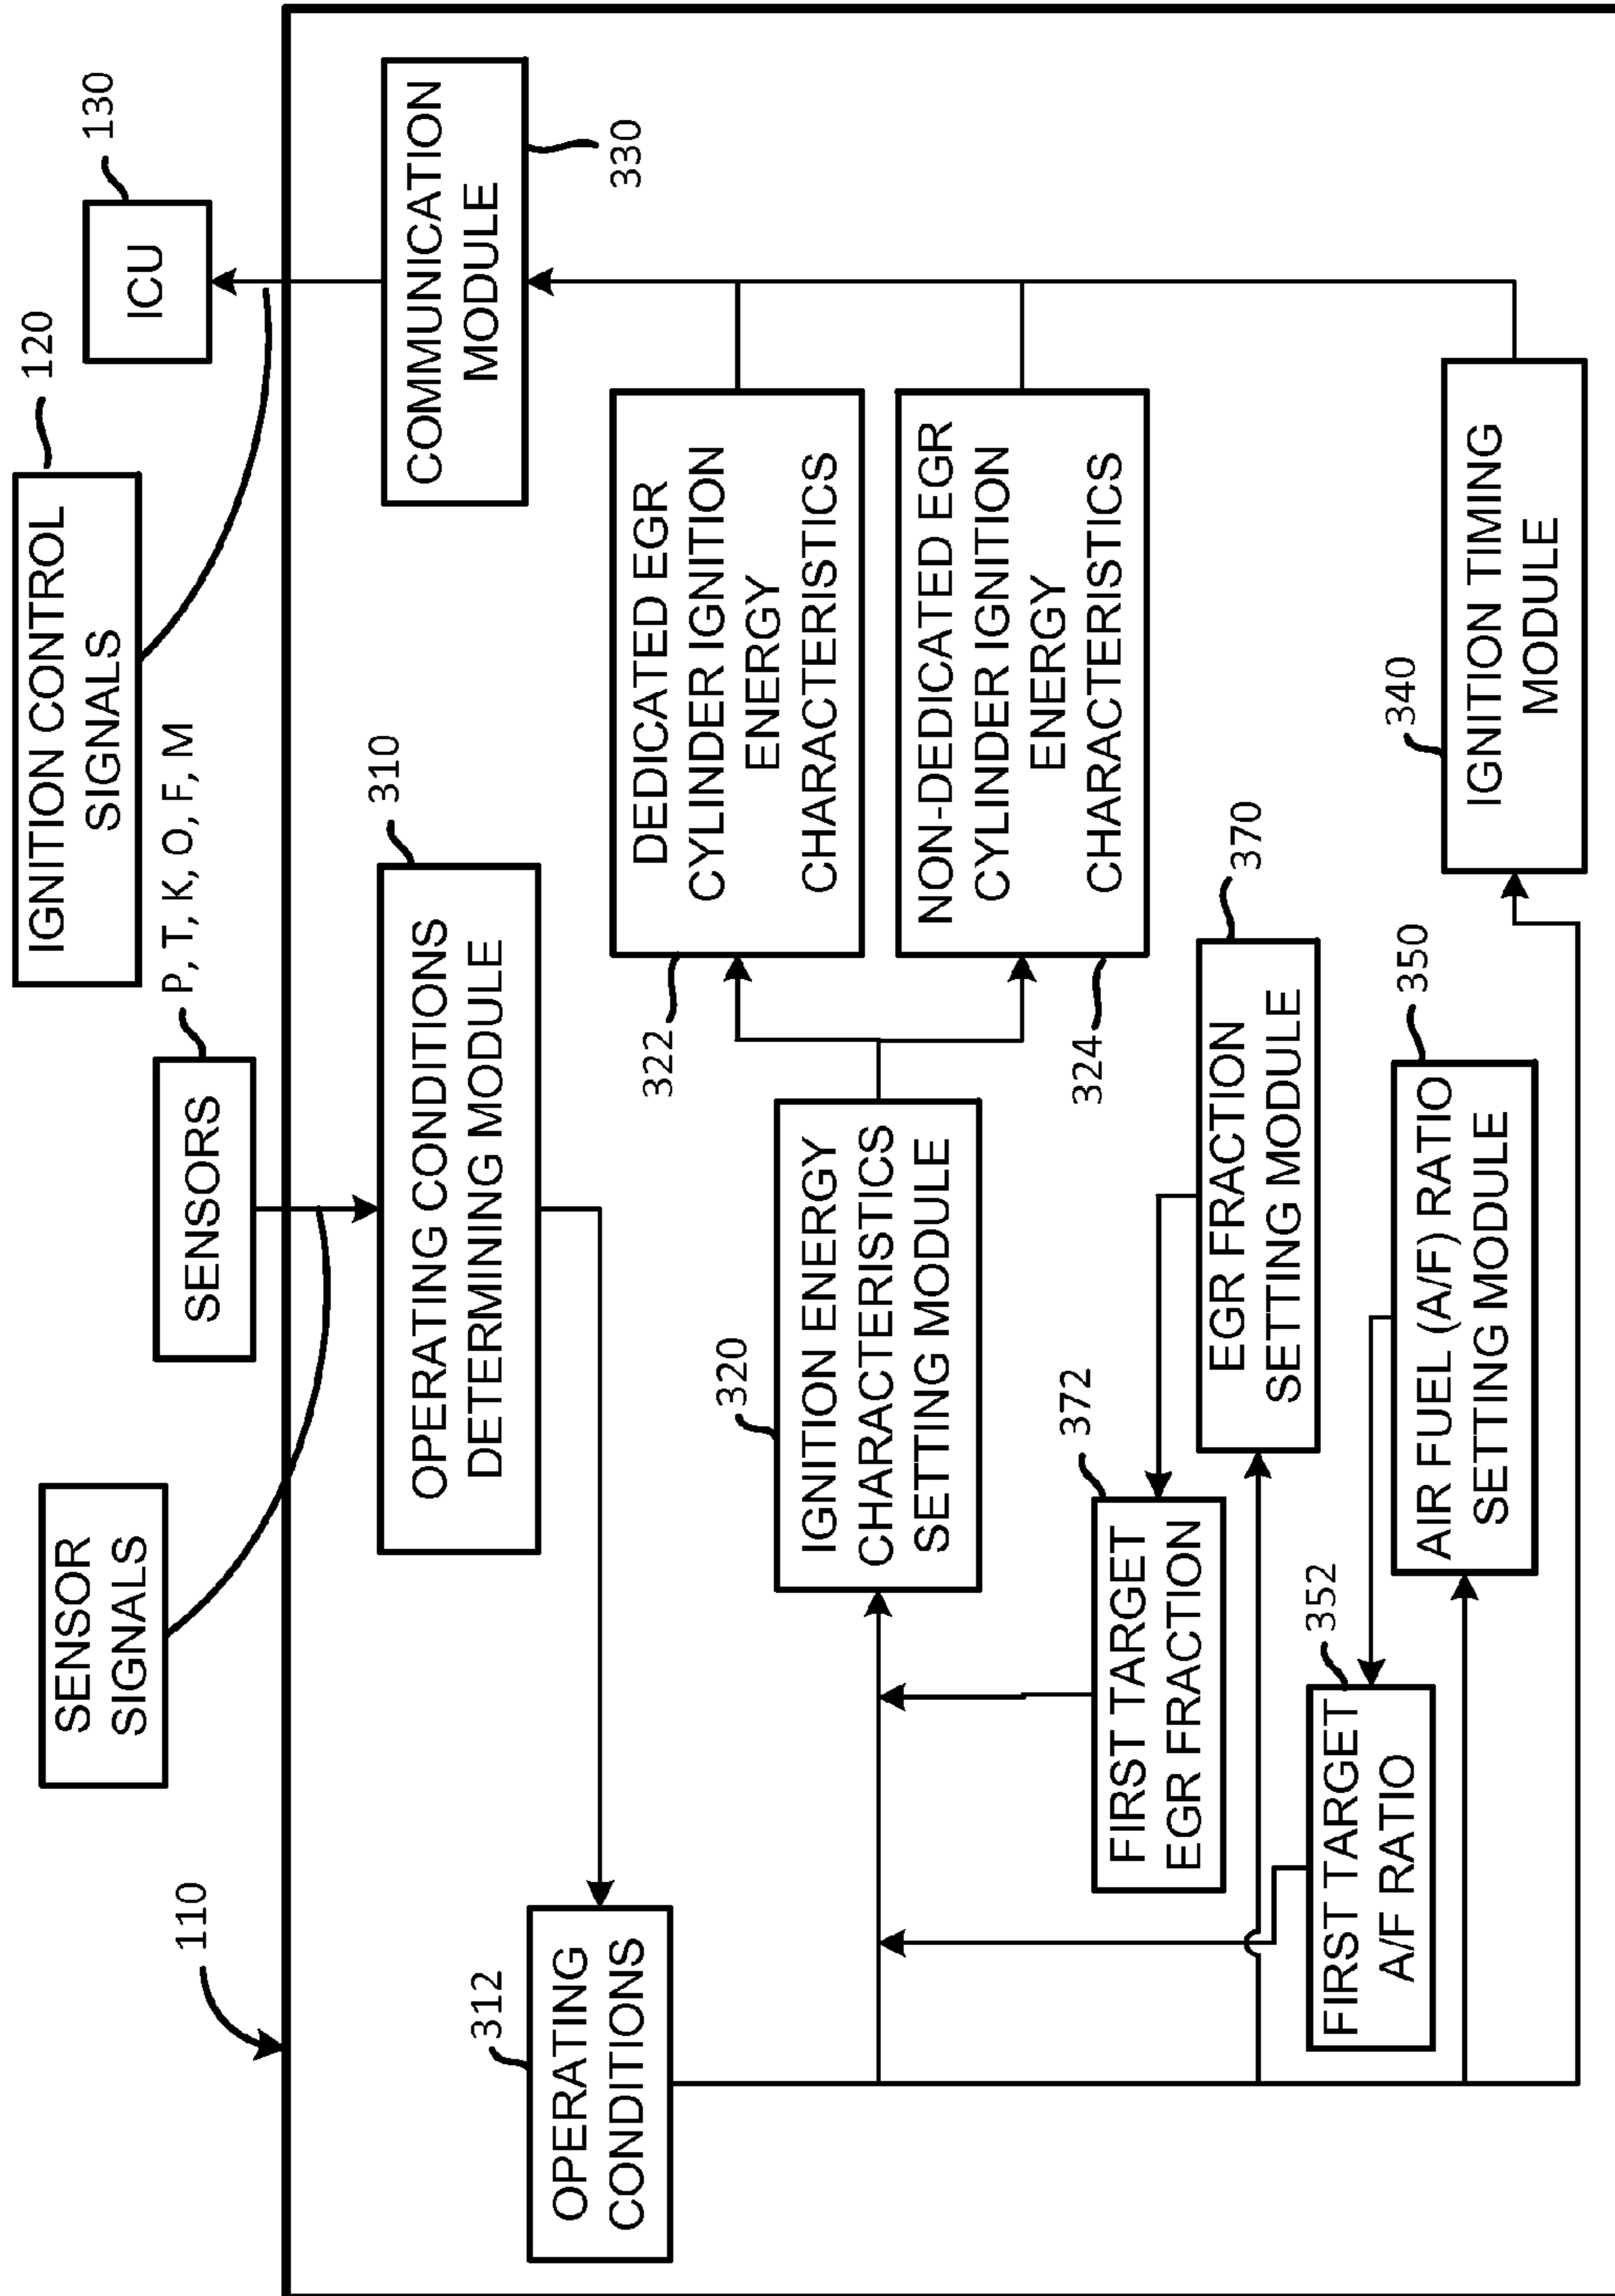 SENSOR
SIGNALS
SENSORS
P, T, K, O, F, M
IGNITION CONTROL
SIGNALS
120
ICU
130
110
OPERATING CONDITIONS
DETERMINING MODULE
310
COMMUNICATION
MODULE
330
OPERATING
CONDITIONS
312
IGNITION ENERGY
CHARACTERISTICS
SETTING MODULE
320
DEDICATED EGR
CYLINDER IGNITION
ENERGY
CHARACTERISTICS
322
NON-DEDICATED EGR
CYLINDER IGNITION
ENERGY
CHARACTERISTICS
324
FIRST TARGET
EGR FRACTION
372
EGR FRACTION
SETTING MODULE
370
FIRST TARGET
A/F RATIO
352
AIR FUEL (A/F) RATIO
SETTING MODULE
350
IGNITION TIMING
MODULE
340